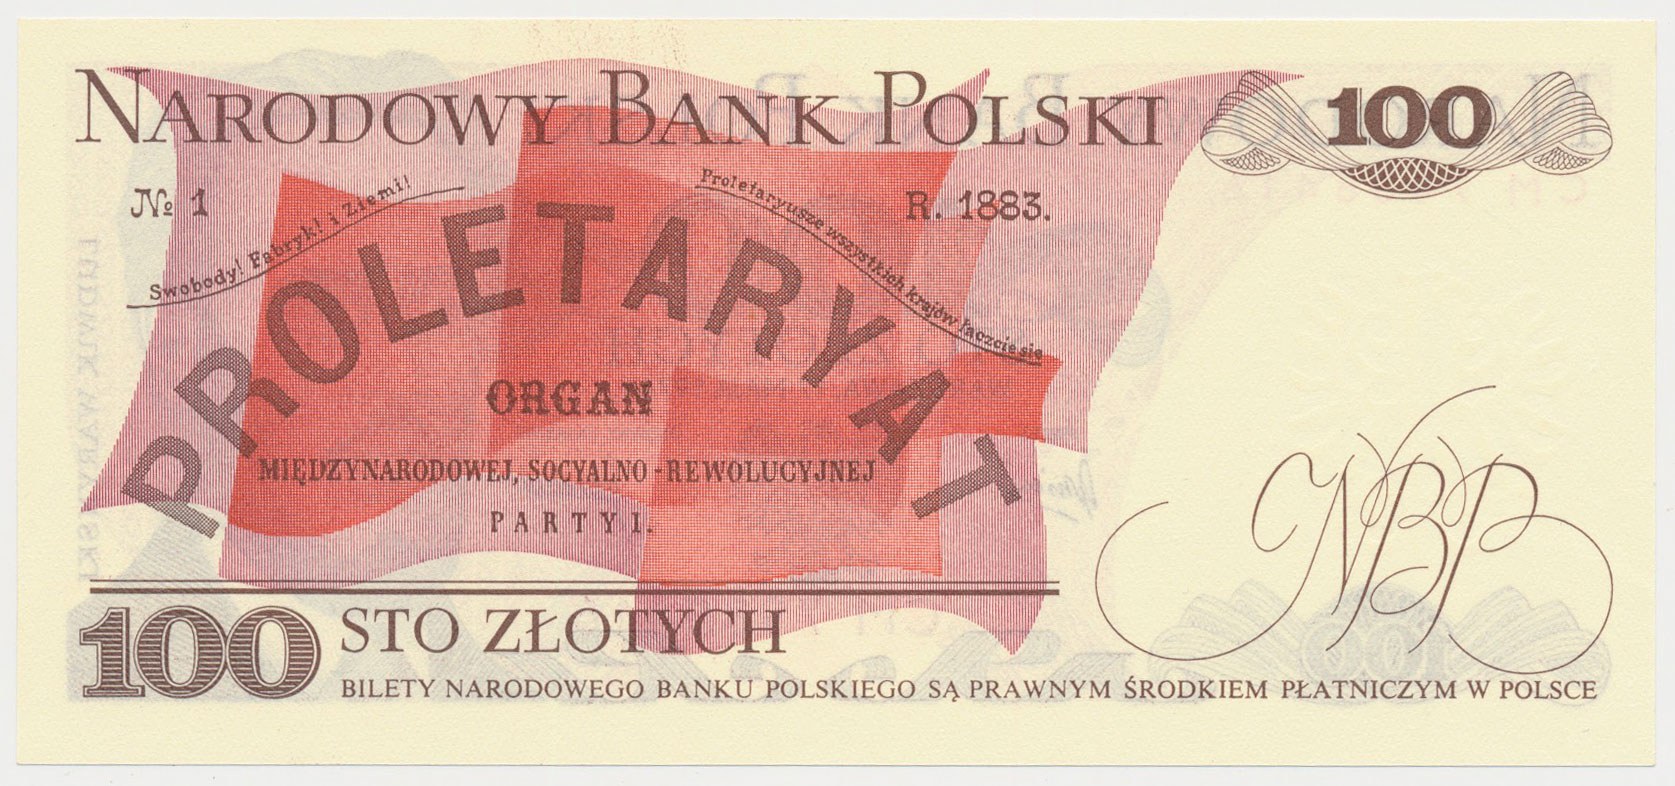 NARODOWY BANK POLSKI
100
№ 1
R. 1883.
Swobody! Fabryk! i Ziemi!
Proletaryusze wszystkich krajów łączcie się
PROLETARYAT
ORGAN
MIĘDZYNARODOWEJ, SOCYALNO-REWOLUCYJNEJ
PARTYI.
NBP
100 STO ZŁOTYCH
BILETY NARODOWEGO BANKU POLSKIEGO SĄ PRAWNYM ŚRODKIEM PŁATNICZYM W POLSCE